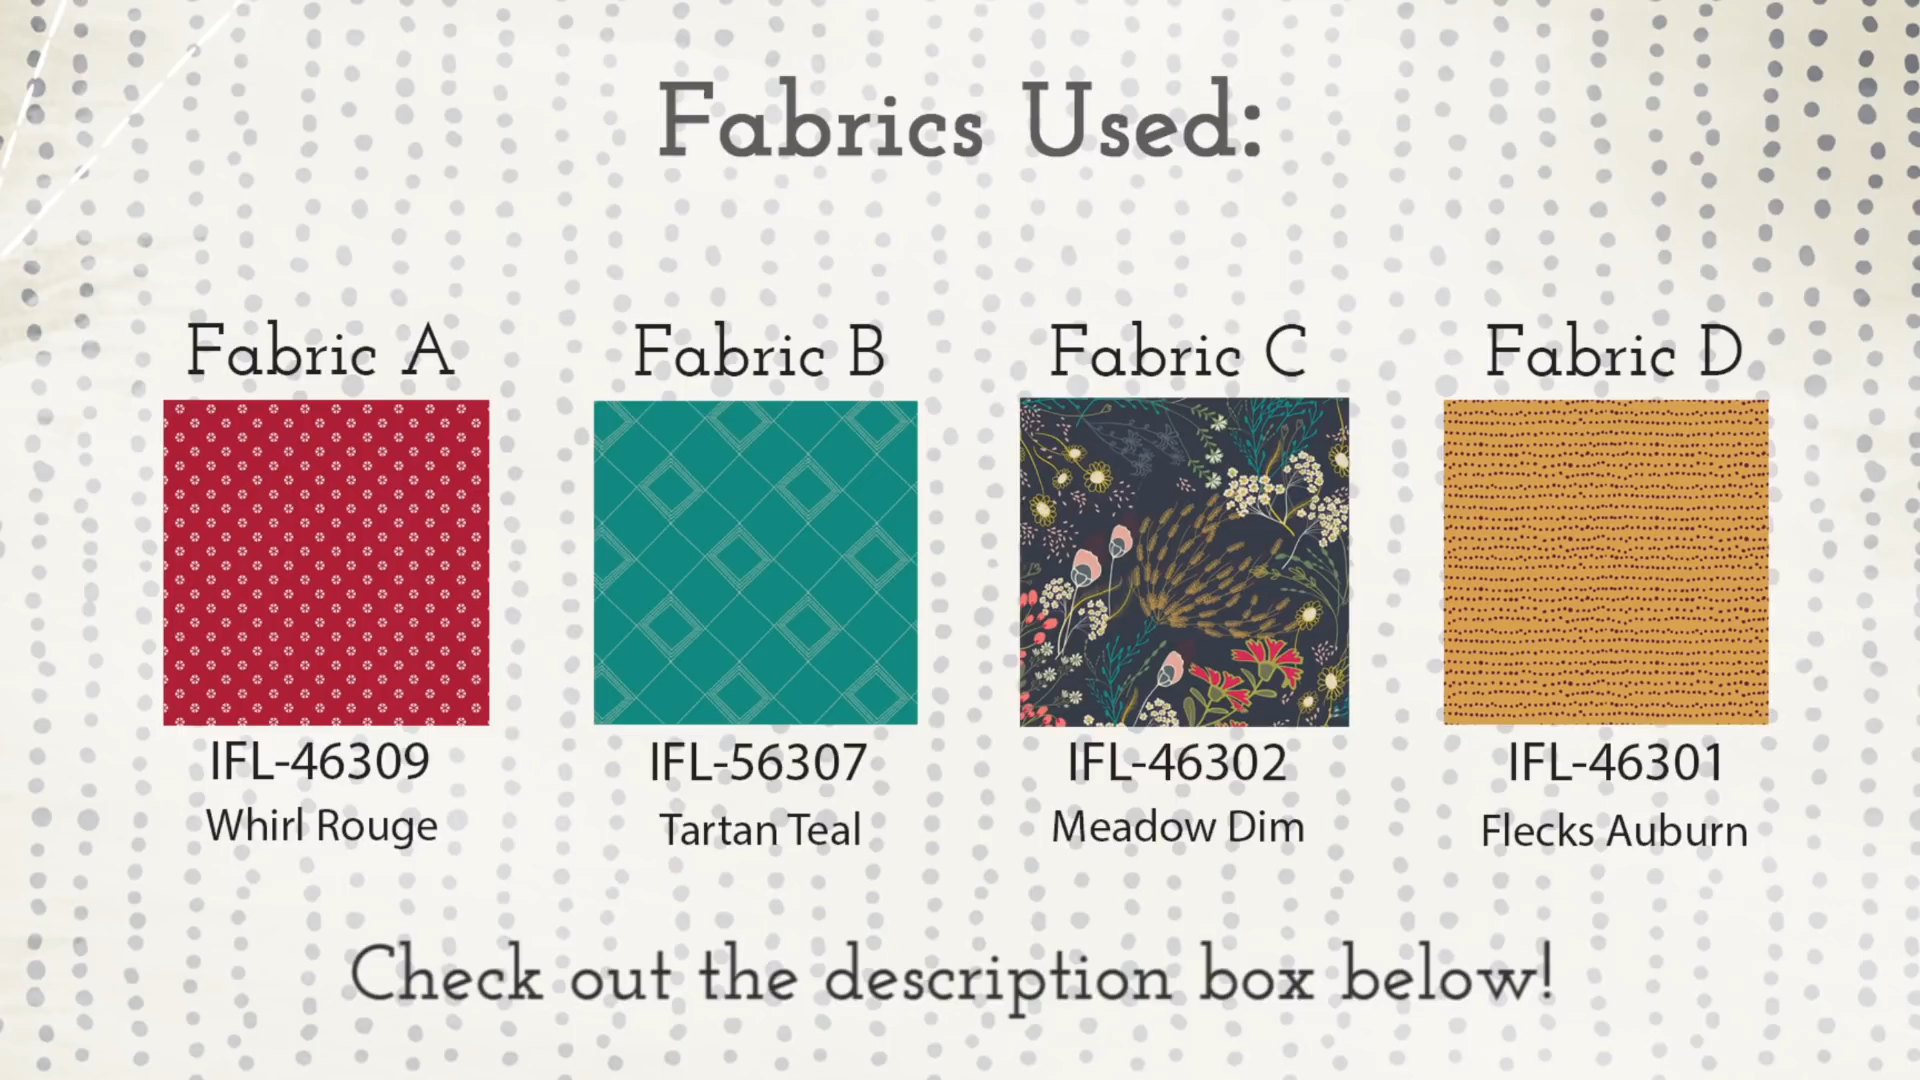 Fabrics Used:
Fabric A
Fabric B
Fabric C
Fabric D
IFL-46309
IFL-56307
IFL-46302
IFL-46301
Whirl Rouge
Tartan Teal
Meadow Dim
Flecks Auburn
Check out the description box below!